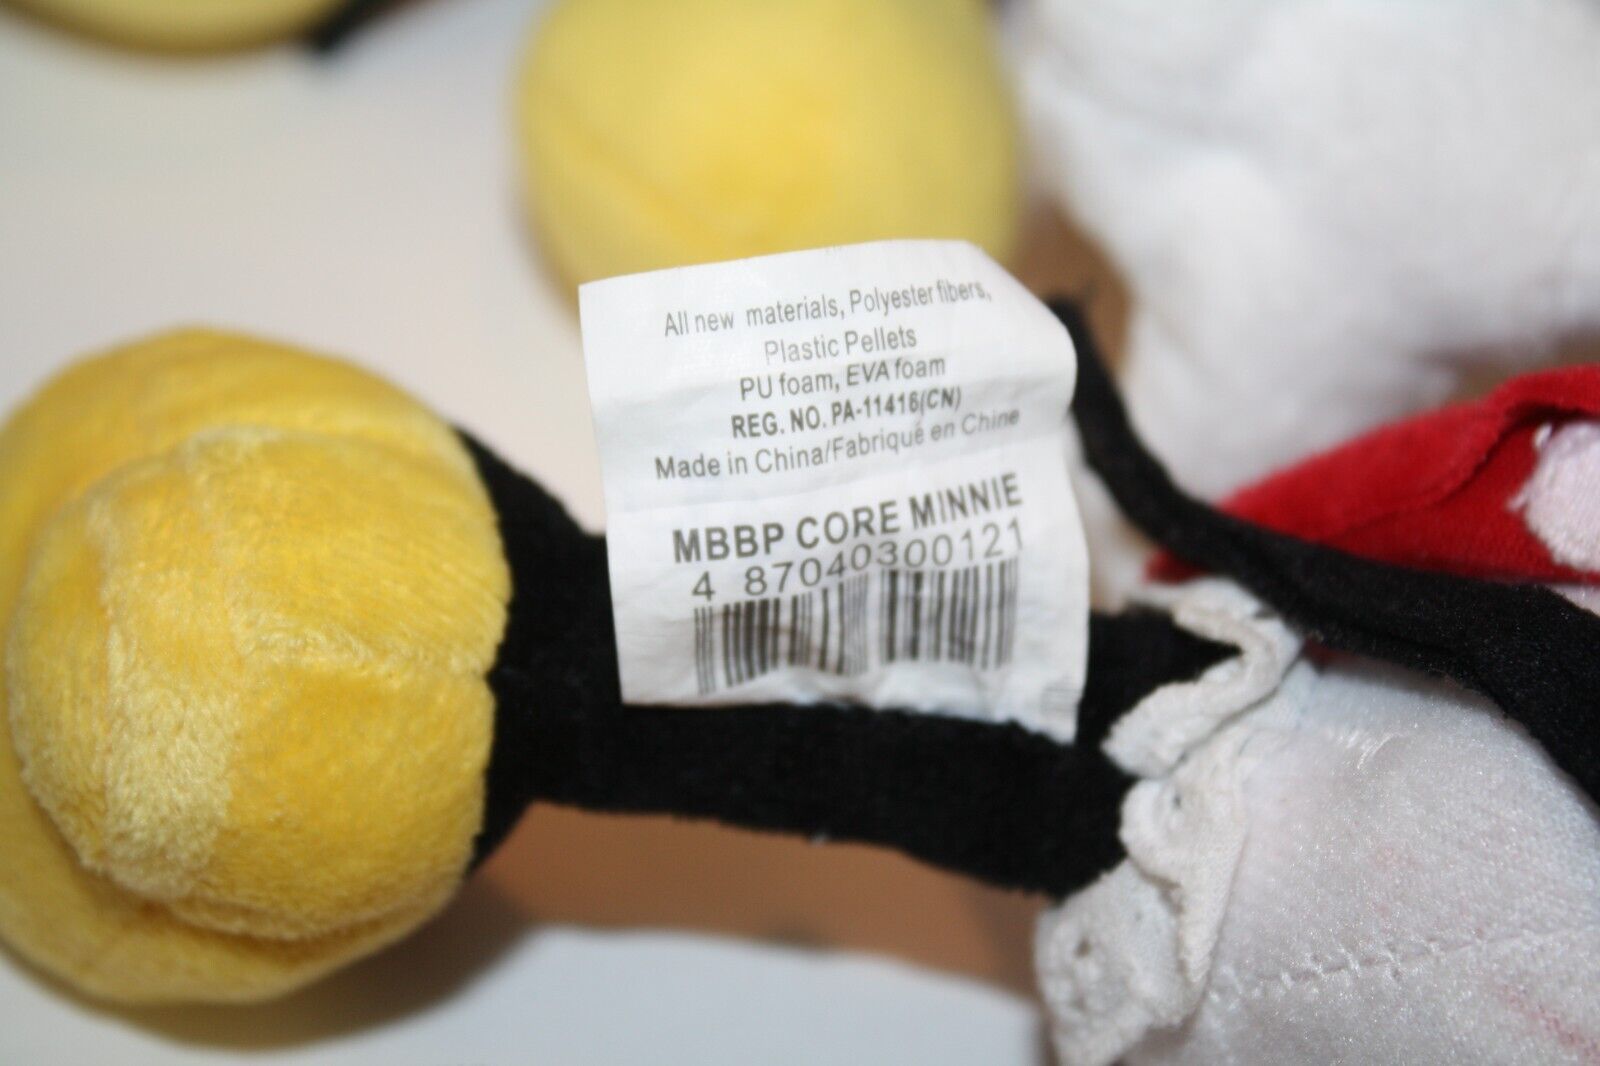 All new materials, Polyester fibers,
Plastic Pellets
PU foam, EVA foam
REG. NO. PA-11416(CN)
Made in China/Fabriqué en Chine
MBBP CORE MINNIE
4 87040300121